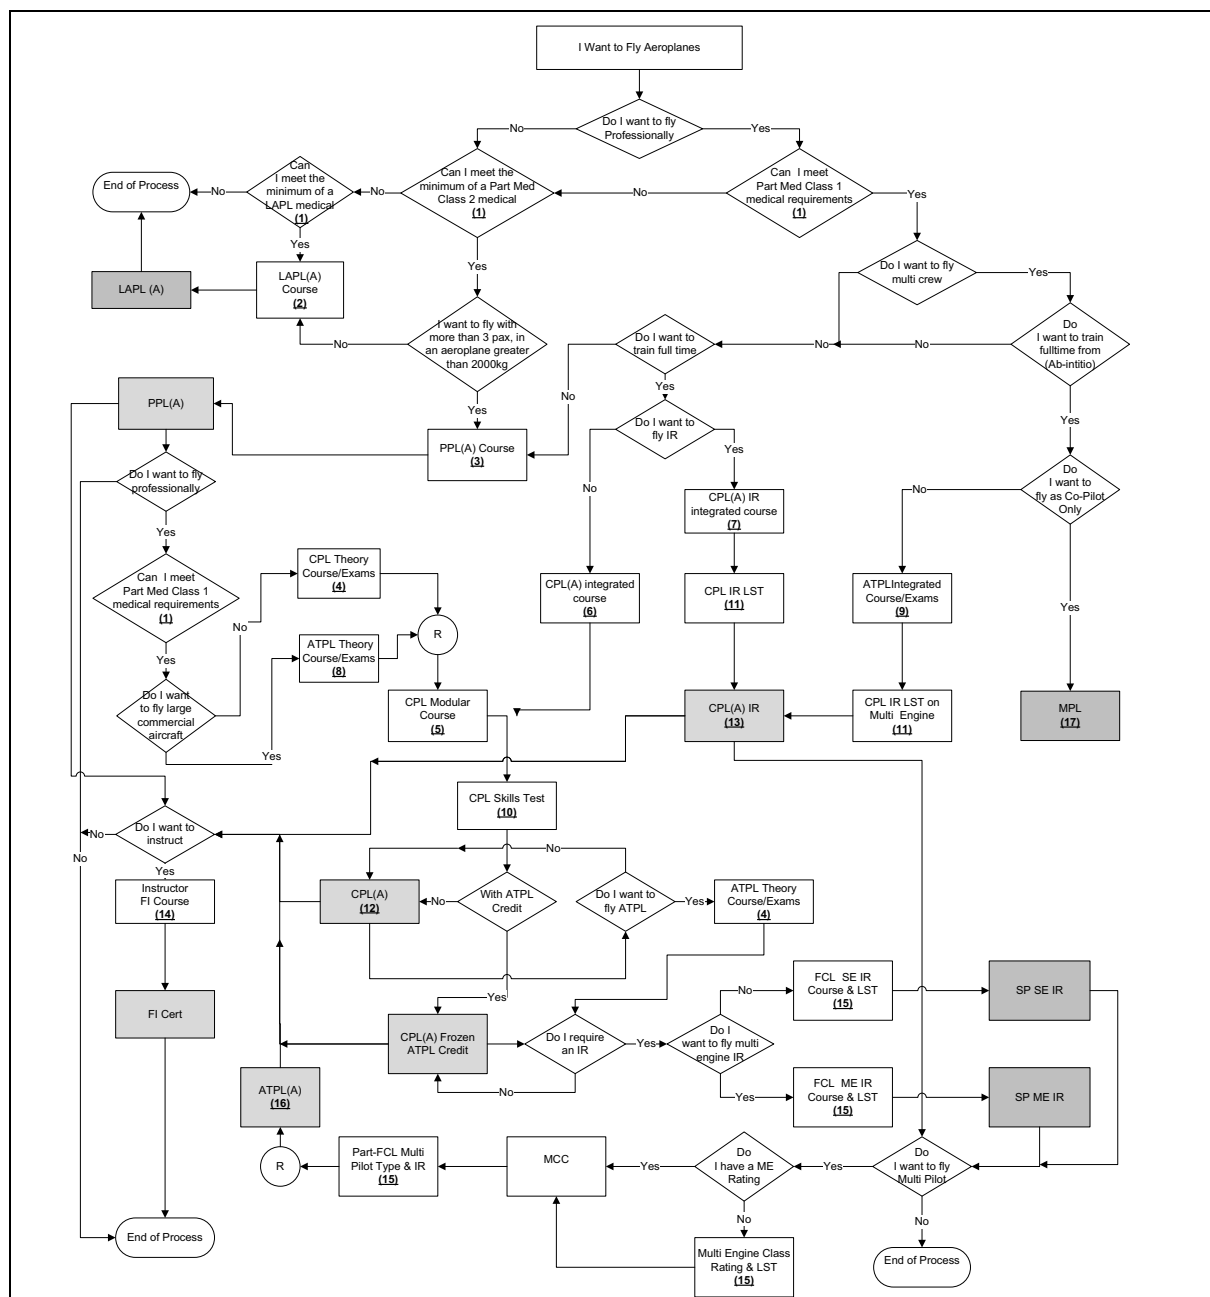 I Want to Fly Aeroplanes
Do I want to fly
Professionally
No
Yes
Can
I meet the
minimum of a
LAPL medical
(1)
Can I meet the
minimum of a Part Med
Class 2 medical
(1)
Can I meet
Part Med Class 1
medical requirements
(1)
End of Process
No
No
No
Yes
Yes
Yes
Do I want to fly
multi crew
Yes
LAPL (A)
LAPL(A)
Course
(2)
I want to fly with
more than 3 pax, in
an aeroplane greater
than 2000kg
No
Do I want to
train full time
No
No
Do
I want to train
fulltime from
(Ab-intitio)
Yes
Yes
No
Yes
PPL(A)
PPL(A) Course
(3)
Do I want to
fly IR
No
Yes
Do I want to fly
professionally
Yes
Do
I want to
fly as Co-Pilot
Only
No
Yes
CPL(A) IR
integrated course
(7)
Can I meet
Part Med Class 1
medical requirements
(1)
No
Yes
CPL Theory
Course/Exams
(4)
R
ATPL Theory
Course/Exams
(8)
CPL(A) integrated
course
(6)
CPL IR LST
(11)
ATPLIntegrated
Course/Exams
(9)
Do I want
to fly large
commercial
aircraft
Yes
CPL Modular
Course
(5)
CPL(A) IR
(13)
CPL IR LST on
Multi Engine
(11)
MPL
(17)
CPL Skills Test
(10)
Do I want to
instruct
No
No
Yes
Instructor
FI Course
(14)
CPL(A)
(12)
No
With ATPL
Credit
No
Do I want to
fly ATPL
Yes
ATPL Theory
Course/Exams
(4)
Yes
FI Cert
CPL(A) Frozen
ATPL Credit
Do I require
an IR
Yes
No
Do I
want to fly multi
engine IR
No
Yes
FCL SE IR
Course & LST
(15)
SP SE IR
FCL ME IR
Course & LST
(15)
SP ME IR
ATPL(A)
(16)
R
Part-FCL Multi
Pilot Type & IR
(15)
MCC
Yes
Do
I have a ME
Rating
Yes
Do
I want to fly
Multi Pilot
No
No
End of Process
Multi Engine Class
Rating & LST
(15)
End of Process